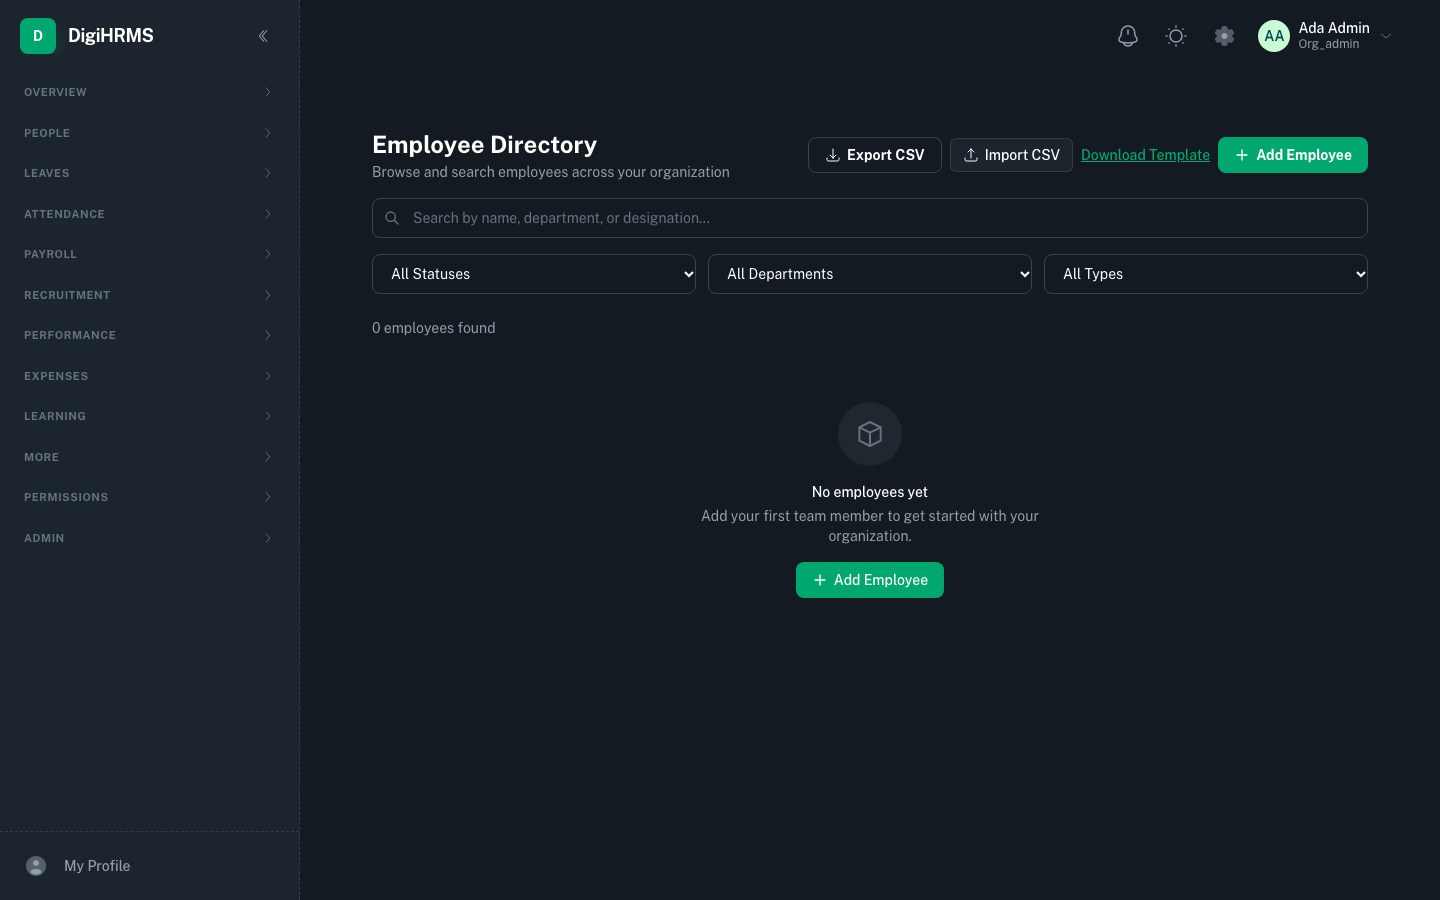 D
DigiHRMS
OVERVIEW
PEOPLE
LEAVES
ATTENDANCE
PAYROLL
RECRUITMENT
PERFORMANCE
EXPENSES
LEARNING
MORE
PERMISSIONS
ADMIN
My Profile
AA
Ada Admin
Org_admin
Employee Directory
Browse and search employees across your organization
Export CSV
Import CSV
Download Template
Add Employee
Search by name, department, or designation...
All Statuses
All Departments
All Types
0 employees found
No employees yet
Add your first team member to get started with your
organization.
Add Employee